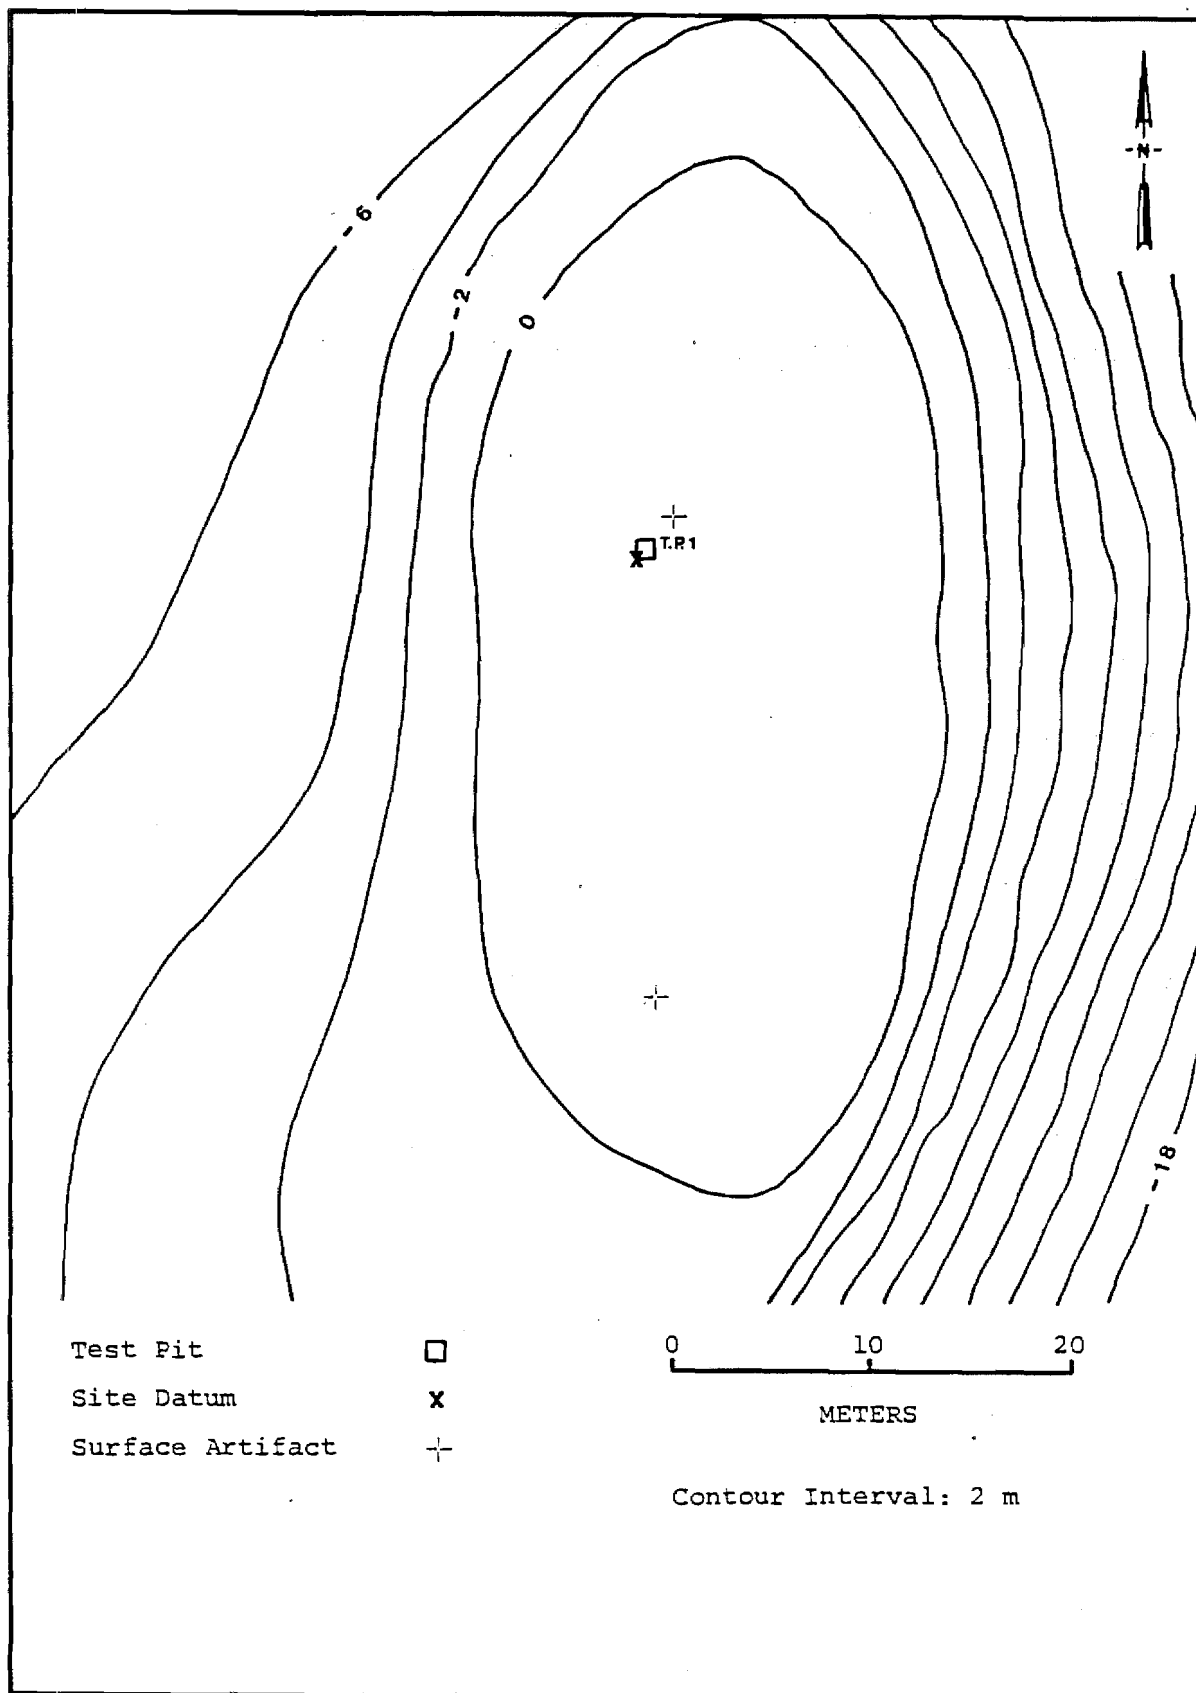 -N-
-6
-2
0
T.P.1
-18
Test Pit
Site Datum x
Surface Artifact
0 10 20
METERS
Contour Interval: 2 m